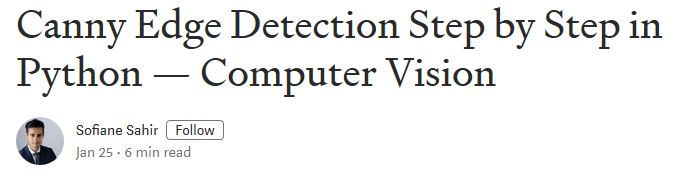 Canny Edge Detection Step by Step in
Python — Computer Vision
Sofiane Sahir Follow
Jan 25 · 6 min read